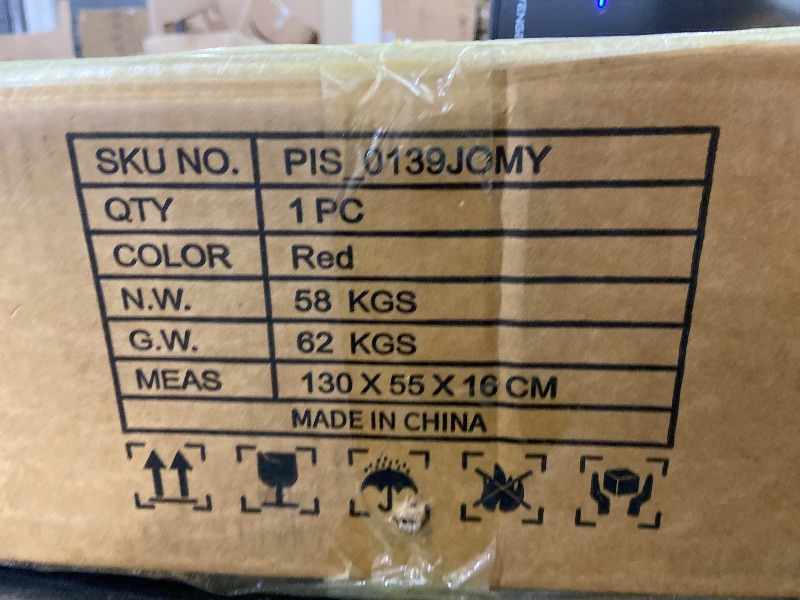 SKU NO. PIS_0139JOMY
QTY 1 PC
COLOR Red
N.W. 58 KGS
G.W. 62 KGS
MEAS 130 X 55 X 16 CM
MADE IN CHINA